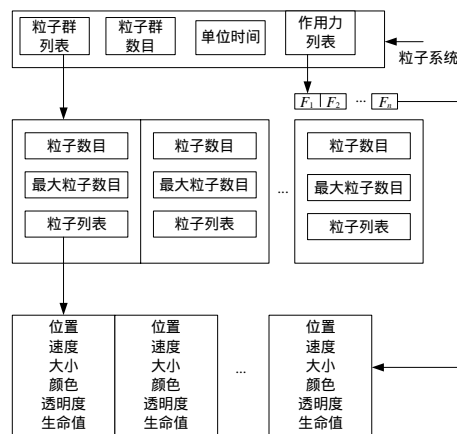 粒子群
列表
粒子群
数目
单位时间
作用力
列表
粒子系统
F1 F2 ... Fn
粒子数目
最大粒子数目
粒子列表
粒子数目
最大粒子数目
粒子列表
...
粒子数目
最大粒子数目
粒子列表
位置
速度
大小
颜色
透明度
生命值
位置
速度
大小
颜色
透明度
生命值
...
位置
速度
大小
颜色
透明度
生命值